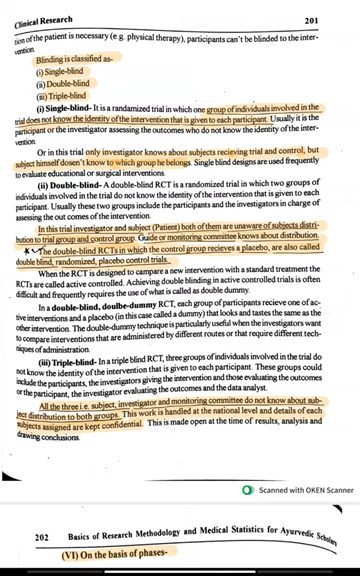 Clinical Research
201
tion of the patient is necessary (e.g. physical therapy), participants can't be blinded to the inter-
vention
Blinding is classified as-
(i) Single-blind
(ii) Double-blind
(iii) Triple-blind
(i) Single-blind- It is a randomized trial in which one group of individuals involved in the
trial does not know the identity of the intervention that is given to each participant. Usually it is the
participant or the investigator assessing the outcomes who do not know the identity of the inter-
vention.
Or in this trial only investigator knows about subjects recieving trial and control, but
subject himself dosen't know to which group he belongs. Single blind designs are used frequently
to evaluate educational or surgical interventions.
(ii) Double-blind- A double-blind RCT is a randomized trial in which two groups of
individuals involved in the trial do not know the identity of the intervention that is given to each
participant. Usually these two groups include the participants and the investigators in charge of
assessing the out comes of the intervention.
In this trial investigator and subject (Patient) both of them are unaware of subjects distri-
bution to trial group and control group. Guide or monitoring committee knows about distribution.
The double-blind RCTs in which the control group recieves a placebo, are also called
double blind, randomized, placebo control trials.
When the RCT is designed to campare a new intervention with a standard treatment the
RCTs are called active controlled. Achieving double blinding in active controlled trials is often
difficult and frequently requires the use of what is called as double dummy.
In a double-blind, doulbe-dummy RCT, each group of participants recieve one of ac-
tive interventions and a placebo (in this case called a dummy) that looks and tastes the same as the
other intervention. The double-dummy technique is particularly useful when the investigators want
to compare interventions that are administered by different routes or that require different tech-
niques of administration.
(iii) Triple-blind- In a triple blind RCT, three groups of individuals involved in the trial do
not know the identity of the intervention that is given to each participant. These groups could
include the participants, the investigators giving the intervention and those evaluating the outcomes
or the participant, the investigator evaluating the outcomes and the data analyst.
All the three i.e. subject, investigator and monitoring committee do not know about sub-
ject distribution to both groups. This work is handled at the national level and details of each
subjects assigned are kept confidential. This is made open at the time of results, analysis and
drawing conclusions.
Scanned with OKEN Scanner
202 Basics of Research Methodology and Medical Statistics for Ayurvedic Scholars
(VI) On the basis of phases-